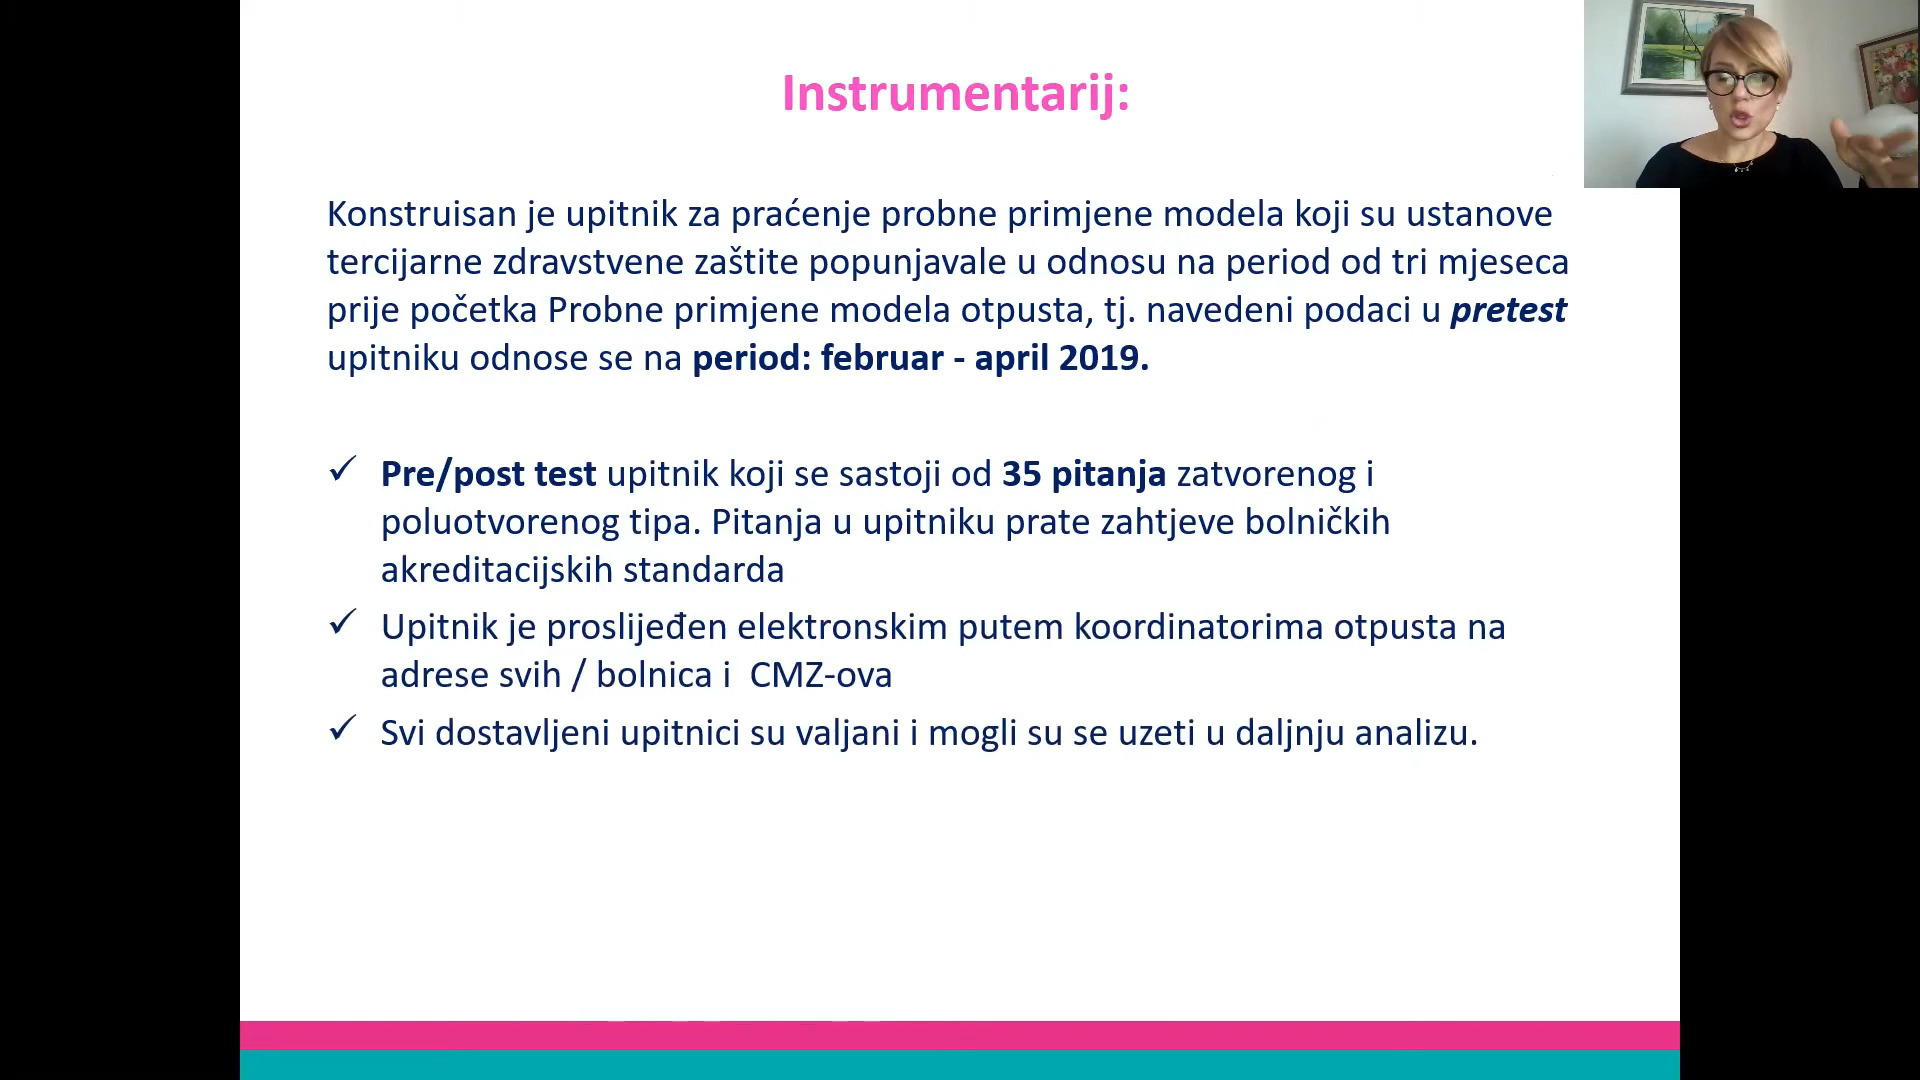 Instrumentarij:
Konstruisan je upitnik za praćenje probne primjene modela koji su ustanove
tercijarne zdravstvene zaštite popunjavale u odnosu na period od tri mjeseca
prije početka Probne primjene modela otpusta, tj. navedeni podaci u pretest
upitniku odnose se na period: februar - april 2019.
✓ Pre/post test upitnik koji se sastoji od 35 pitanja zatvorenog i
poluotvorenog tipa. Pitanja u upitniku prate zahtjeve bolničkih
akreditacijskih standarda
✓ Upitnik je proslijeđen elektronskim putem koordinatorima otpusta na
adrese svih / bolnica i  CMZ-ova
✓ Svi dostavljeni upitnici su valjani i mogli su se uzeti u daljnju analizu.